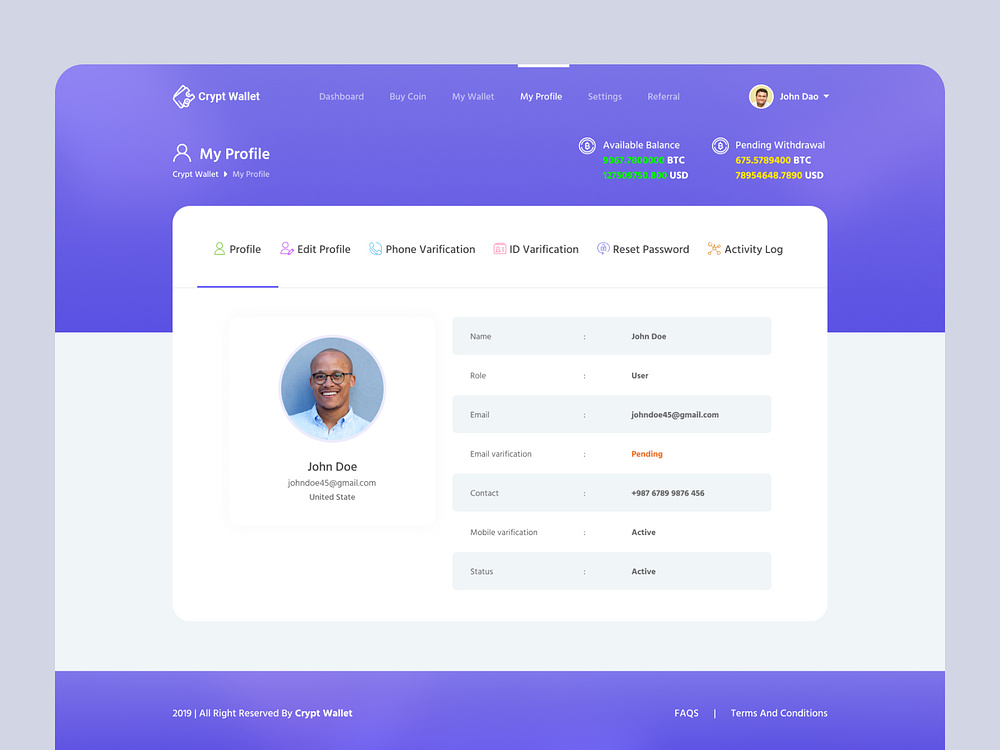 Crypt Wallet
Dashboard Buy Coin My Wallet My Profile Settings Referral
John Dao
My Profile
Crypt Wallet My Profile
Available Balance
9067.7800000 BTC
137509750.800 USD
Pending Withdrawal
675.5789400 BTC
78954648.7890 USD
Profile Edit Profile Phone Varification ID Varification Reset Password Activity Log
John Doe
johndoe45@gmail.com
United State
Name : John Doe
Role : User
Email : johndoe45@gmail.com
Email varification : Pending
Contact : +987 6789 9876 456
Mobile varification : Active
Status : Active
2019 | All Right Reserved By Crypt Wallet
FAQS | Terms And Conditions